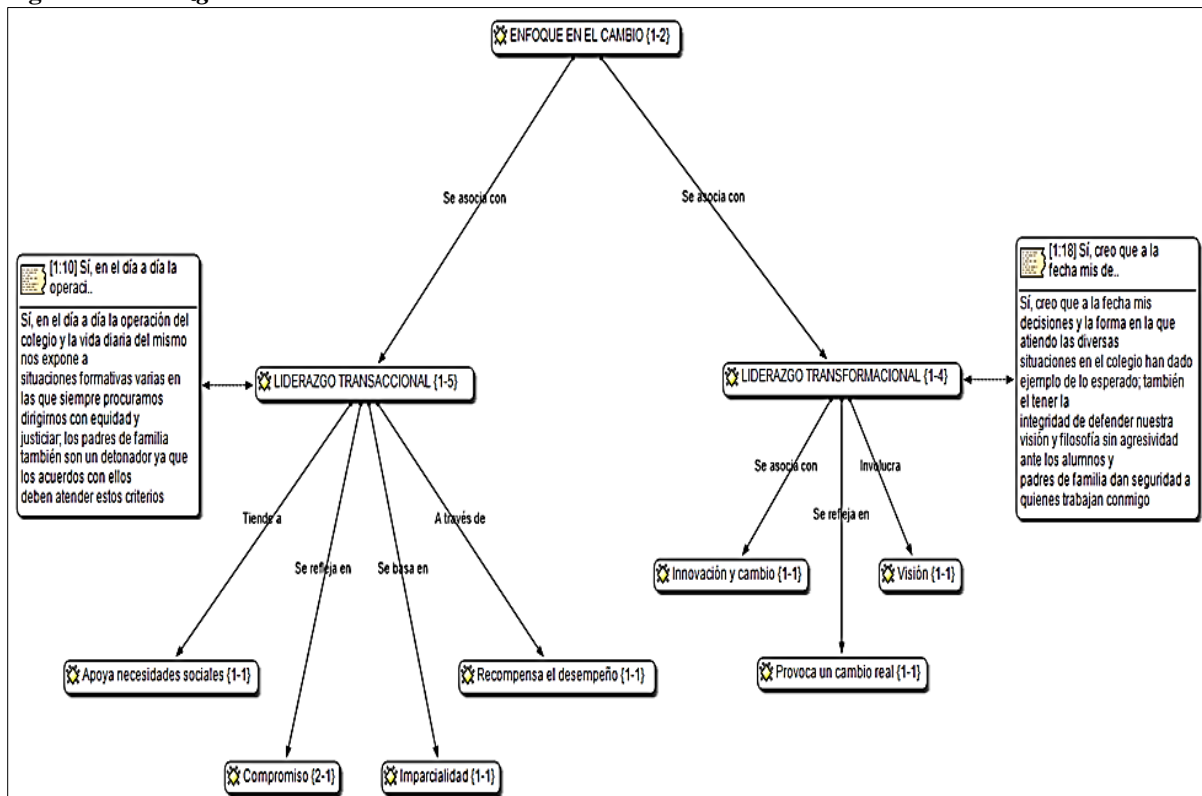 ENFOQUE EN EL CAMBIO {1-2}
Se asocia con
Se asocia con
[1:10] Sí, en el día a día la
operaci..
Sí, en el día a día la operación del
colegio y la vida diaria del mismo
nos expone a
situaciones formativas varias en
las que siempre procuramos
dirigirnos con equidad y
justiciar; los padres de familia
también son un detonador ya que
los acuerdos con ellos
deben atender estos criterios
[1:18] Sí, creo que a la
fecha mis de..
Sí, creo que a la fecha mis
decisiones y la forma en la que
atiendo las diversas
situaciones en el colegio han dado
ejemplo de lo esperado; también
el tener la
integridad de defender nuestra
visión y filosofía sin agresividad
ante los alumnos y
padres de familia dan seguridad a
quienes trabajan conmigo
LIDERAZGO TRANSACCIONAL {1-5}
LIDERAZGO TRANSFORMACIONAL {1-4}
Tiende a
Se refleja en
Se basa en
A través de
Se asocia con
Se refleja en
Involucra
Innovación y cambio {1-1}
Visión {1-1}
Apoya necesidades sociales {1-1}
Recompensa el desempeño {1-1}
Provoca un cambio real {1-1}
Compromiso {2-1}
Imparcialidad {1-1}